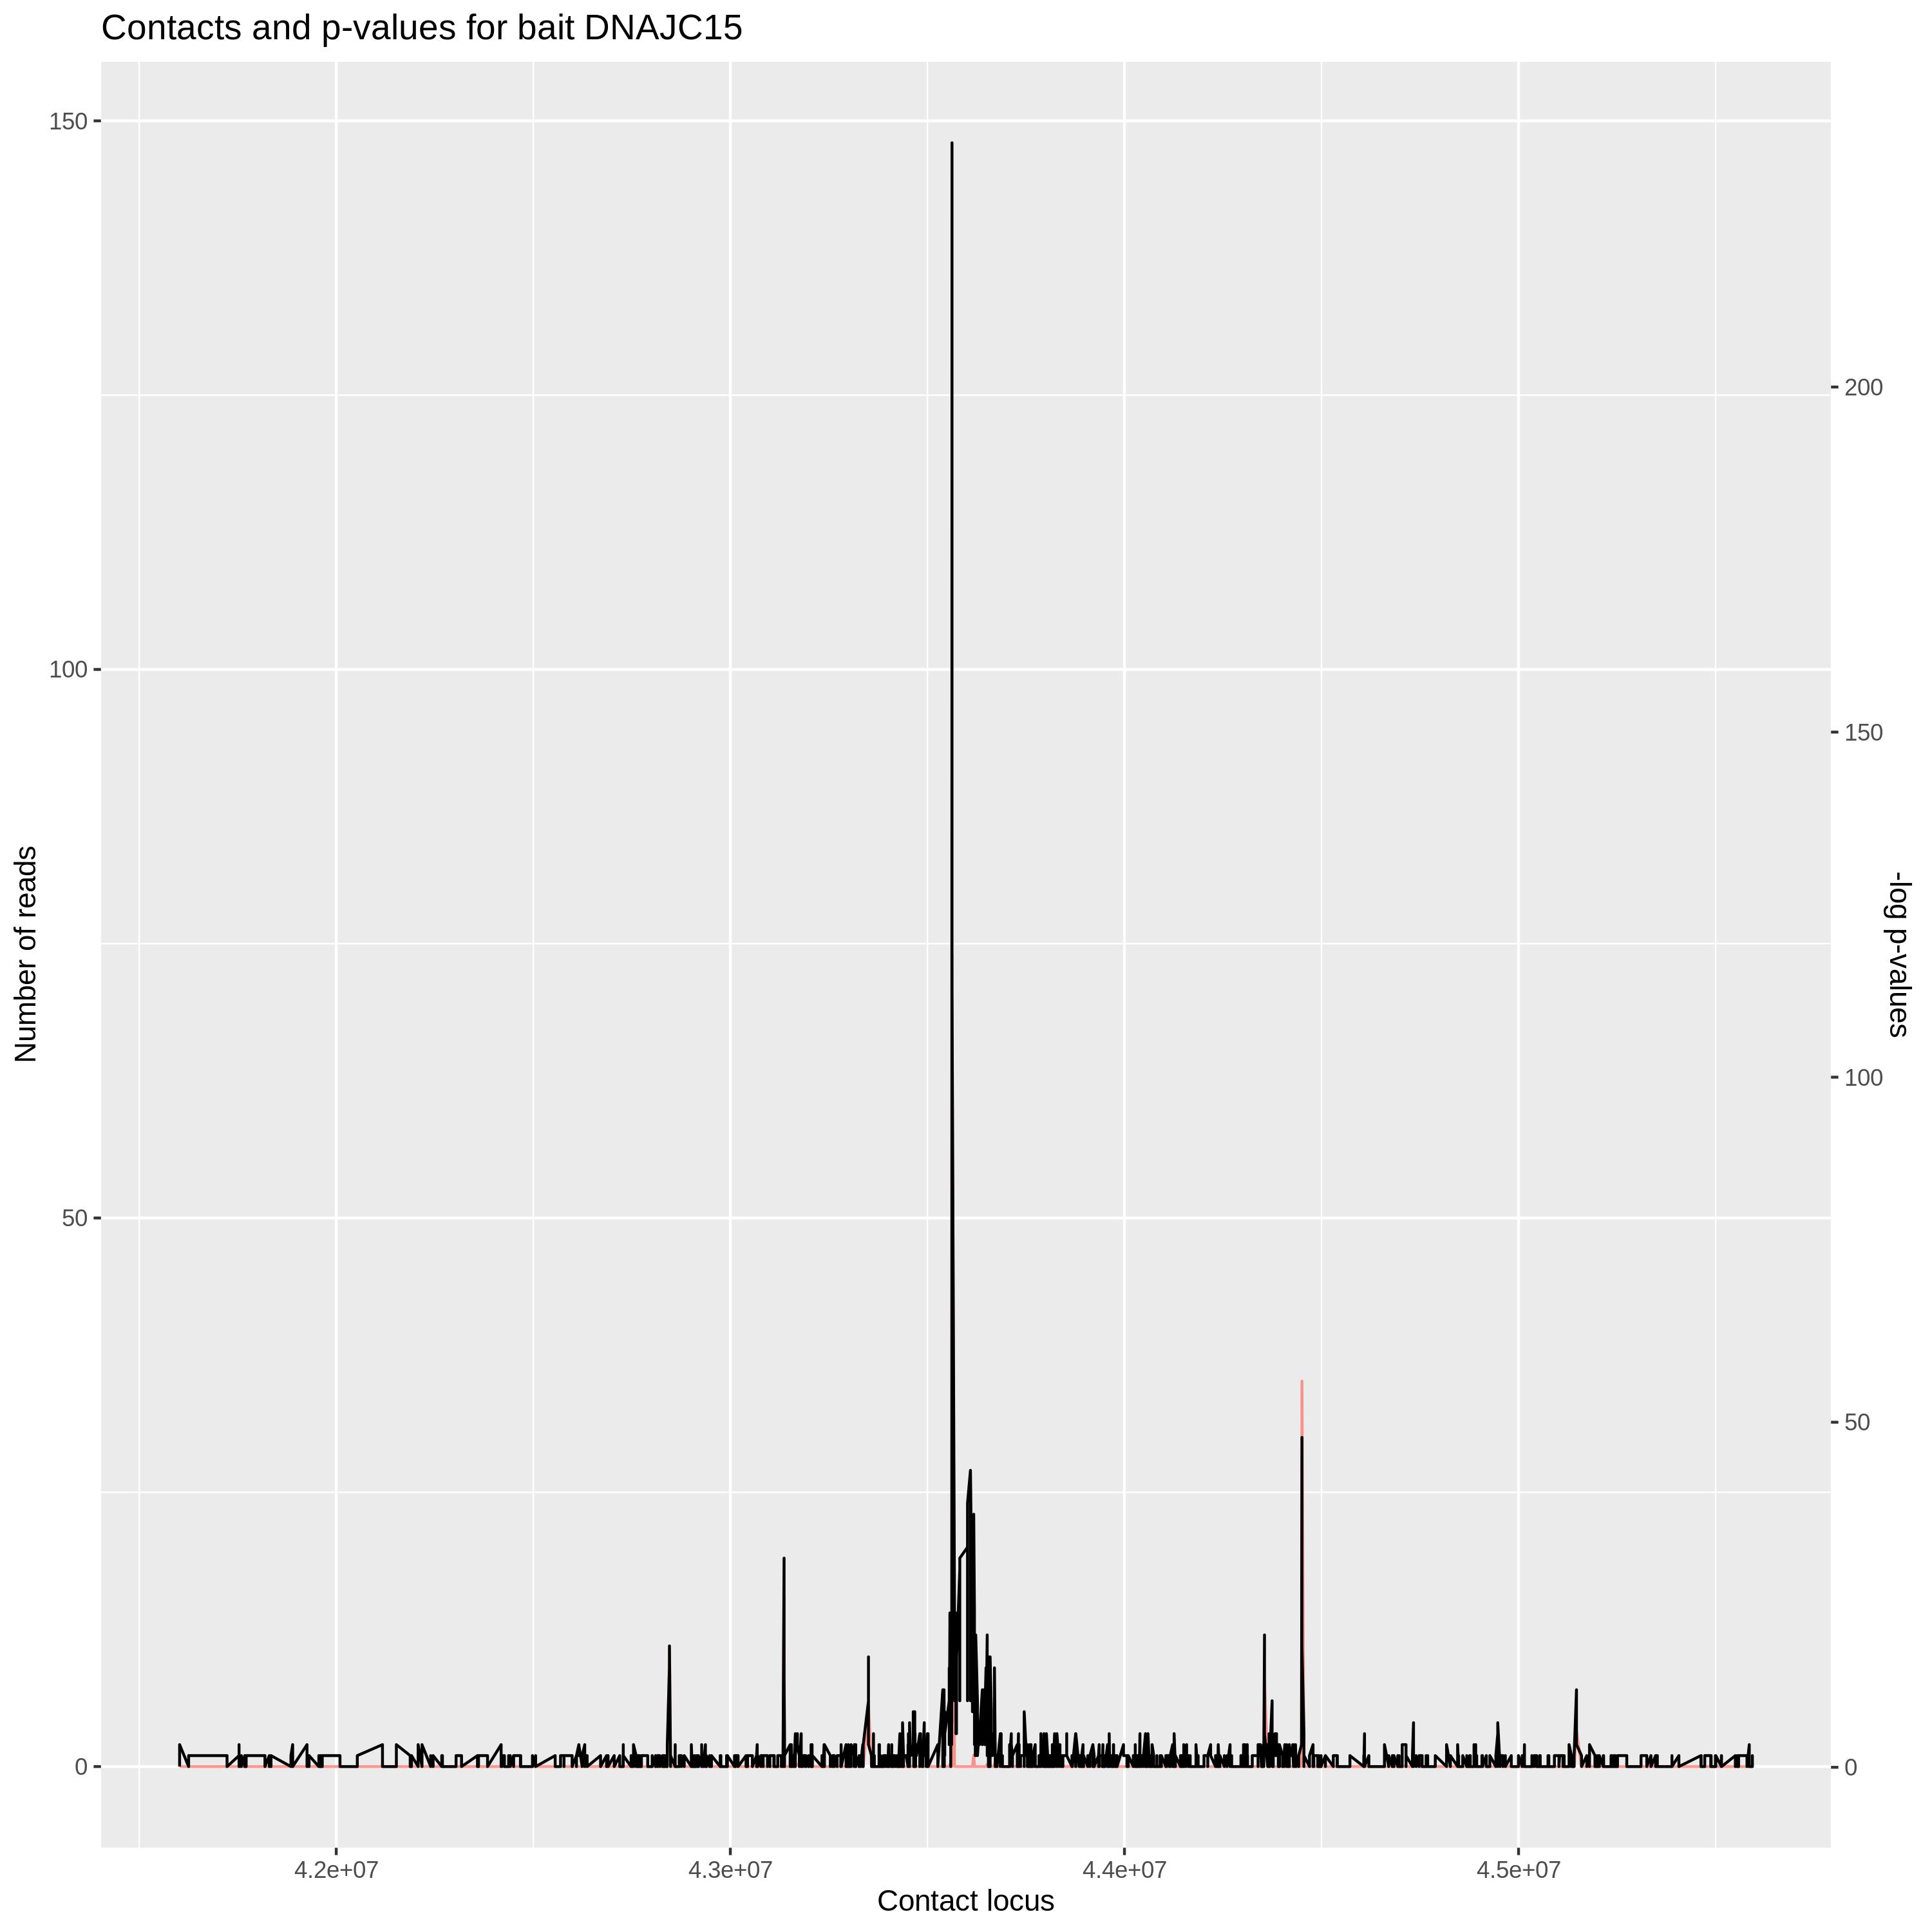 Contacts and p-values for bait DNAJC15
150
100
50
0
Number of reads
200
150
100
50
0
-log p-values
4.2e+07
4.3e+07
4.4e+07
4.5e+07
Contact locus